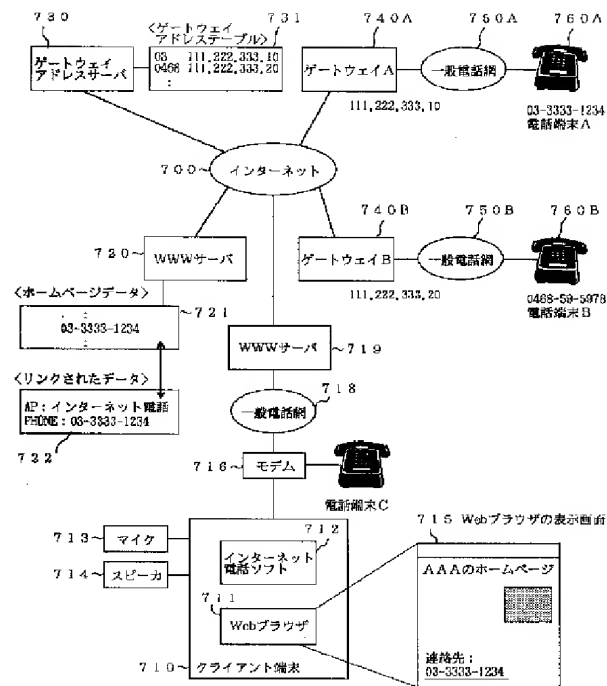 730
<ゲートウェイ
アドレステーブル>
731
ゲートウェイ
アドレスサーバ
03 111,222,333,10
0468 111,222,333,20
:
740A
ゲートウェイA
111,222,333,10
750A
一般電話網
760A
03-3333-1234
電話端末A
700
インターネット
720
WWWサーバ
740B
ゲートウェイB
111,222,333,20
750B
一般電話網
760B
0468-59-5978
電話端末B
<ホームページデータ>
721
:
03-3333-1234
:
<リンクされたデータ>
AP:インターネット電話
PHONE:03-3333-1234
722
WWWサーバ
719
718
一般電話網
716
モデム
電話端末C
713
マイク
714
スピーカ
712
インターネット
電話ソフト
711
Webブラウザ
710
クライアント端末
715 Webブラウザの表示画面
AAAのホームページ
連絡先:
03-3333-1234